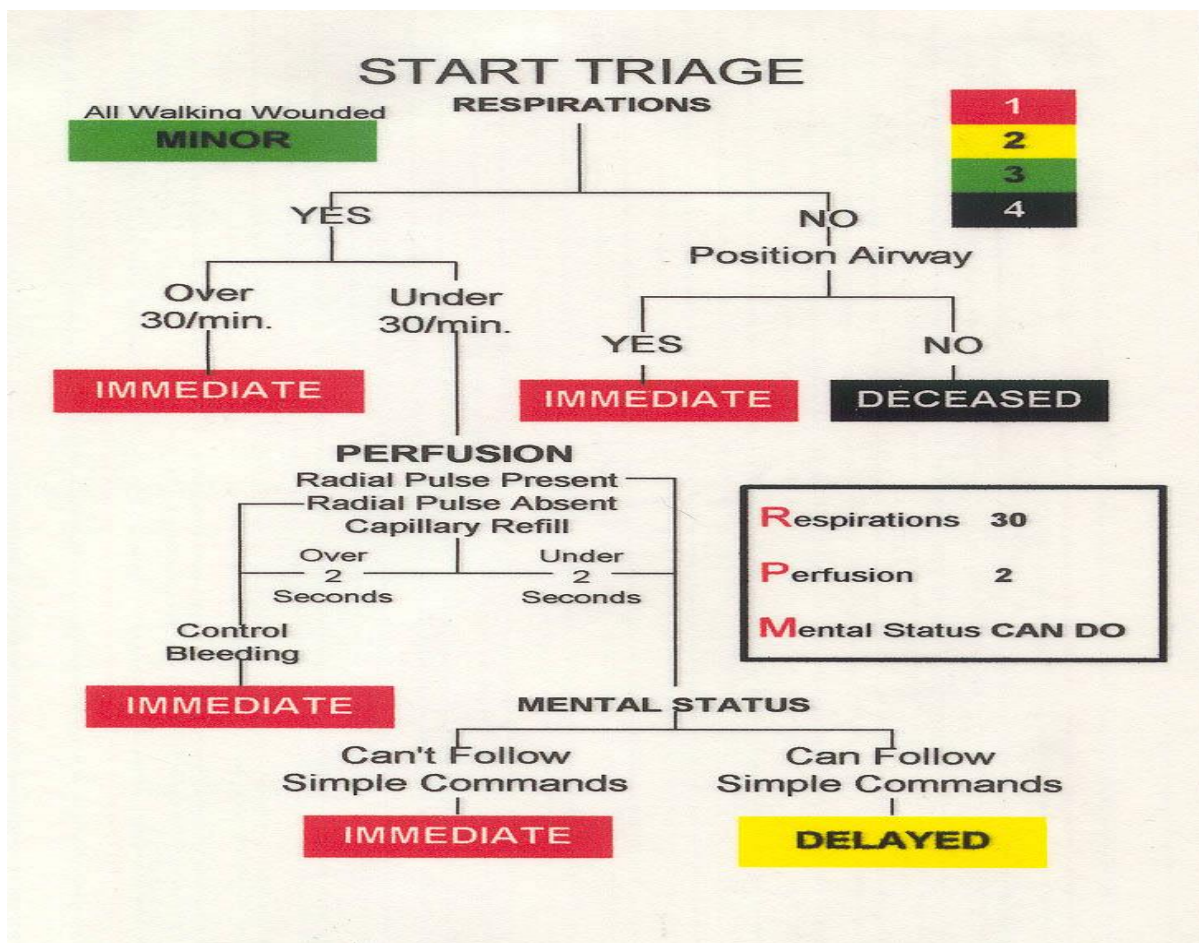 START TRIAGE
RESPIRATIONS
All Walking Wounded
MINOR
1
2
3
4
YES
NO
Position Airway
Over
30/min.
Under
30/min.
YES
NO
IMMEDIATE
IMMEDIATE
DECEASED
PERFUSION
Radial Pulse Present
Radial Pulse Absent
Capillary Refill
Over
2
Seconds
Under
2
Seconds
Respirations 30
Perfusion 2
Mental Status CAN DO
Control
Bleeding
IMMEDIATE
MENTAL STATUS
Can't Follow
Simple Commands
Can Follow
Simple Commands
IMMEDIATE
DELAYED